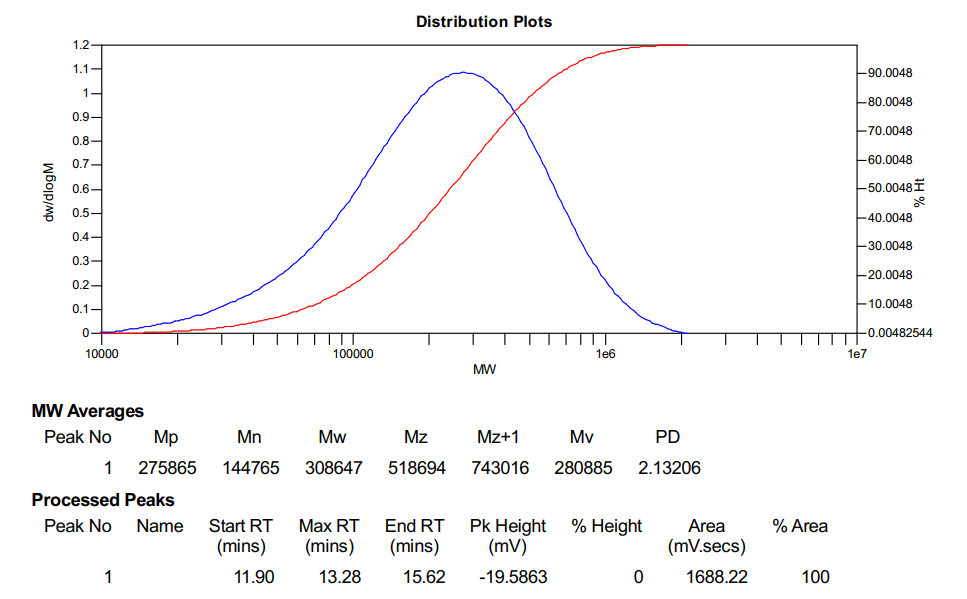 Distribution Plots
1.2
1.1
1
0.9
0.8
0.7
0.6
0.5
0.4
0.3
0.2
0.1
0
dw/dlogM
90.0048
80.0048
70.0048
60.0048
50.0048
40.0048
30.0048
20.0048
10.0048
0.00482544
% Ht
10000 100000 1e6 1e7
MW
MW Averages
Peak No Mp Mn Mw Mz Mz+1 Mv PD
1 275865 144765 308647 518694 743016 280885 2.13206
Processed Peaks
Peak No Name Start RT Max RT End RT Pk Height % Height Area % Area
(mins) (mins) (mins) (mV) (mV.secs)
1 11.90 13.28 15.62 -19.5863 0 1688.22 100